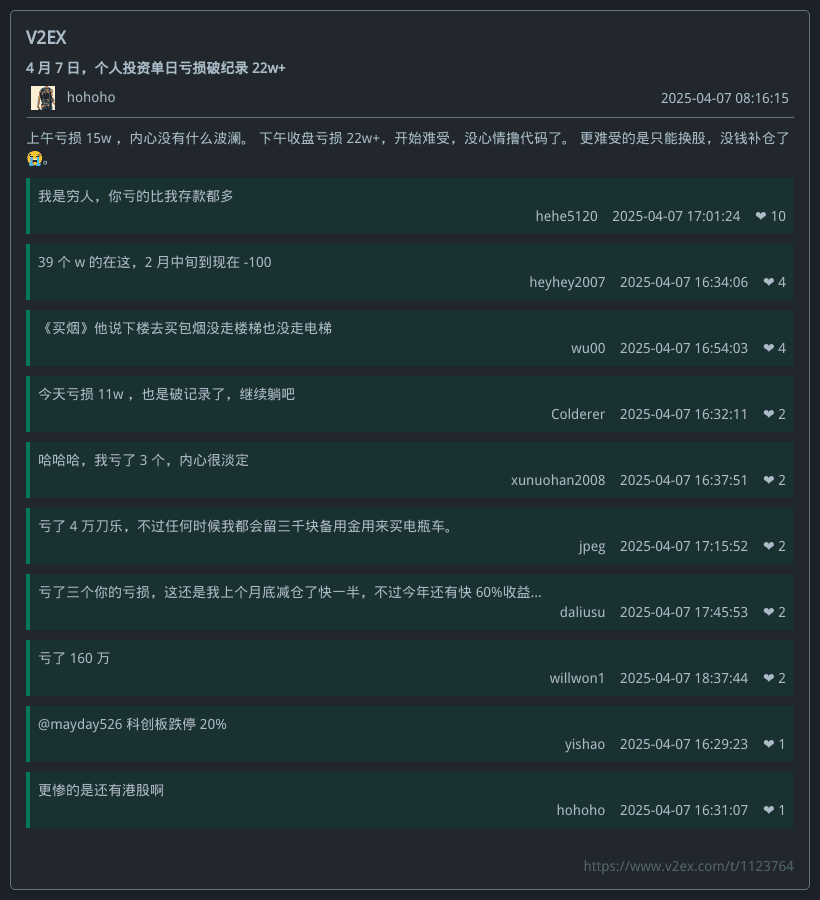 V2EX
4 月 7 日，个人投资单日亏损破纪录 22w+
hohoho 2025-04-07 08:16:15
上午亏损 15w ，内心没有什么波澜。 下午收盘亏损 22w+，开始难受，没心情撸代码了。 更难受的是只能换股，没钱补仓了
😭。
我是穷人，你亏的比我存款都多
hehe5120 2025-04-07 17:01:24 ❤ 10
39 个 w 的在这，2 月中旬到现在 -100
heyhey2007 2025-04-07 16:34:06 ❤ 4
《买烟》他说下楼去买包烟没走楼梯也没走电梯
wu00 2025-04-07 16:54:03 ❤ 4
今天亏损 11w ，也是破记录了，继续躺吧
Colderer 2025-04-07 16:32:11 ❤ 2
哈哈哈，我亏了 3 个，内心很淡定
xunuohan2008 2025-04-07 16:37:51 ❤ 2
亏了 4 万刀乐，不过任何时候我都会留三千块备用金用来买电瓶车。
jpeg 2025-04-07 17:15:52 ❤ 2
亏了三个你的亏损，这还是我上个月底减仓了快一半，不过今年还有快 60%收益...
daliusu 2025-04-07 17:45:53 ❤ 2
亏了 160 万
willwon1 2025-04-07 18:37:44 ❤ 2
@mayday526 科创板跌停 20%
yishao 2025-04-07 16:29:23 ❤ 1
更惨的是还有港股啊
hohoho 2025-04-07 16:31:07 ❤ 1
https://www.v2ex.com/t/1123764